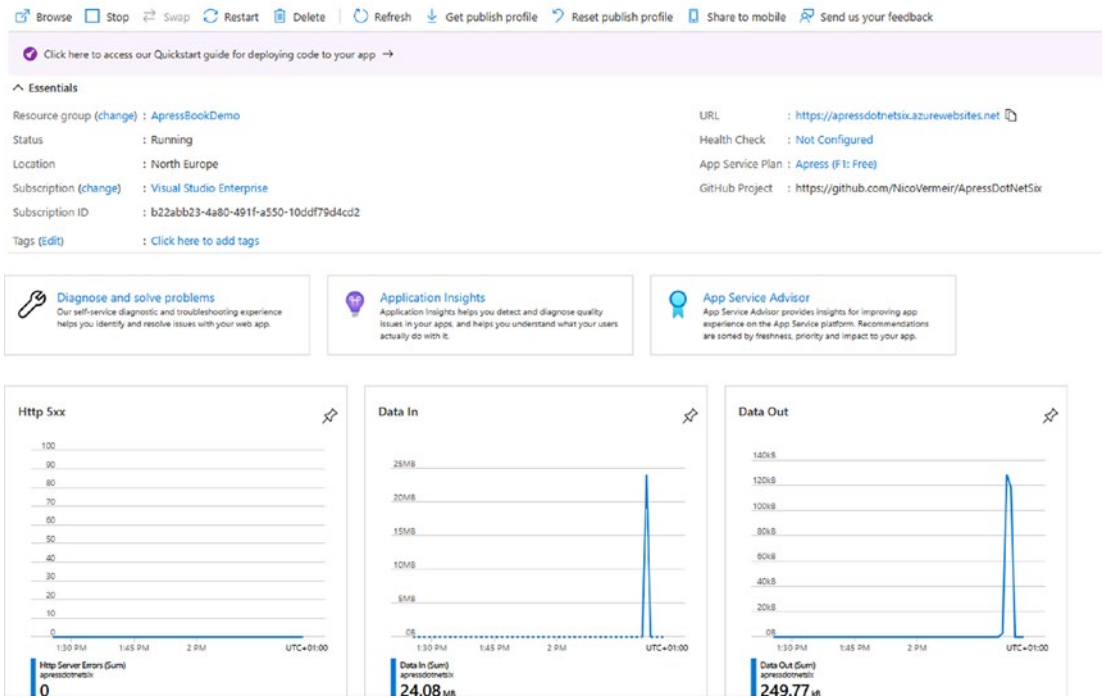 Browse Stop Swap Restart Delete Refresh Get publish profile Reset publish profile Share to mobile Send us your feedback
Click here to access our Quickstart guide for deploying code to your app →
Essentials
Resource group (change) : ApressBookDemo
Status : Running
Location : North Europe
Subscription (change) : Visual Studio Enterprise
Subscription ID : b22abb23-4a80-491f-a550-10ddf79d4cd2
Tags (Edit) : Click here to add tags
URL : https://apressdotnetsix.azurewebsites.net
Health Check : Not Configured
App Service Plan : Apress (F1: Free)
GitHub Project : https://github.com/NicoVermeir/ApressDotNetSix
Diagnose and solve problems
Our self-service diagnostic and troubleshooting experience
helps you identify and resolve issues with your web app.
Application Insights
Application Insights helps you detect and diagnose quality
issues in your apps, and helps you understand what your users
actually do with it.
App Service Advisor
App Service Advisor provides insights for improving app
experience on the App Service platform. Recommendations
are sorted by freshness, priority and impact to your app.
Http 5xx
100
90
80
70
60
50
40
30
20
10
0
1:30 PM 1:45 PM 2 PM UTC+01:00
Http Server Errors (Sum)
apressdotnetsix
0
Data In
25MB
20MB
15MB
10MB
5MB
0B
1:30 PM 1:45 PM 2 PM UTC+01:00
Data In (Sum)
apressdotnetsix
24.08 MB
Data Out
140kB
120kB
100kB
80kB
60kB
40kB
20kB
0B
1:30 PM 1:45 PM 2 PM UTC+01:00
Data Out (Sum)
apressdotnetsix
249.77 kB